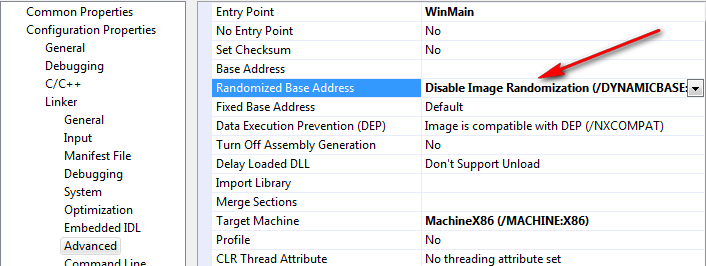 Common Properties
Configuration Properties
General
Debugging
C/C++
Linker
General
Input
Manifest File
Debugging
System
Optimization
Embedded IDL
Advanced
Command Line
Entry Point WinMain
No Entry Point No
Set Checksum No
Base Address
Randomized Base Address Disable Image Randomization (/DYNAMICBASE:
Fixed Base Address Default
Data Execution Prevention (DEP) Image is compatible with DEP (/NXCOMPAT)
Turn Off Assembly Generation No
Delay Loaded DLL Don't Support Unload
Import Library
Merge Sections
Target Machine MachineX86 (/MACHINE:X86)
Profile No
CLR Thread Attribute No threading attribute set